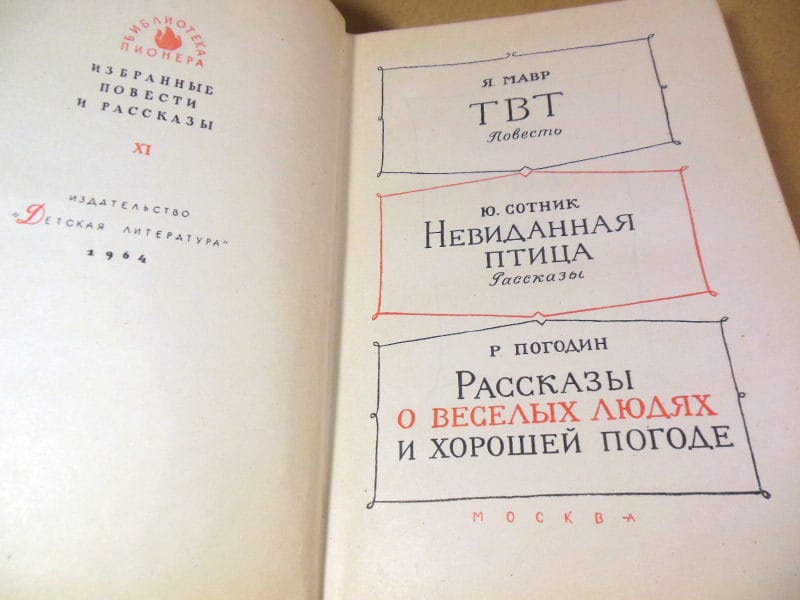 БИБЛИОТЕКА
ПИОНЕРА
ИЗБРАННЫЕ
ПОВЕСТИ
И РАССКАЗЫ
XI
ИЗДАТЕЛЬСТВО
"ДЕТСКАЯ ЛИТЕРАТУРА"
1964
Я. МАВР
ТВТ
Повесть
Ю. СОТНИК
НЕВИДАННАЯ
ПТИЦА
Рассказы
Р. ПОГОДИН
РАССКАЗЫ
О ВЕСЕЛЫХ ЛЮДЯХ
И ХОРОШЕЙ ПОГОДЕ
МОСКВА